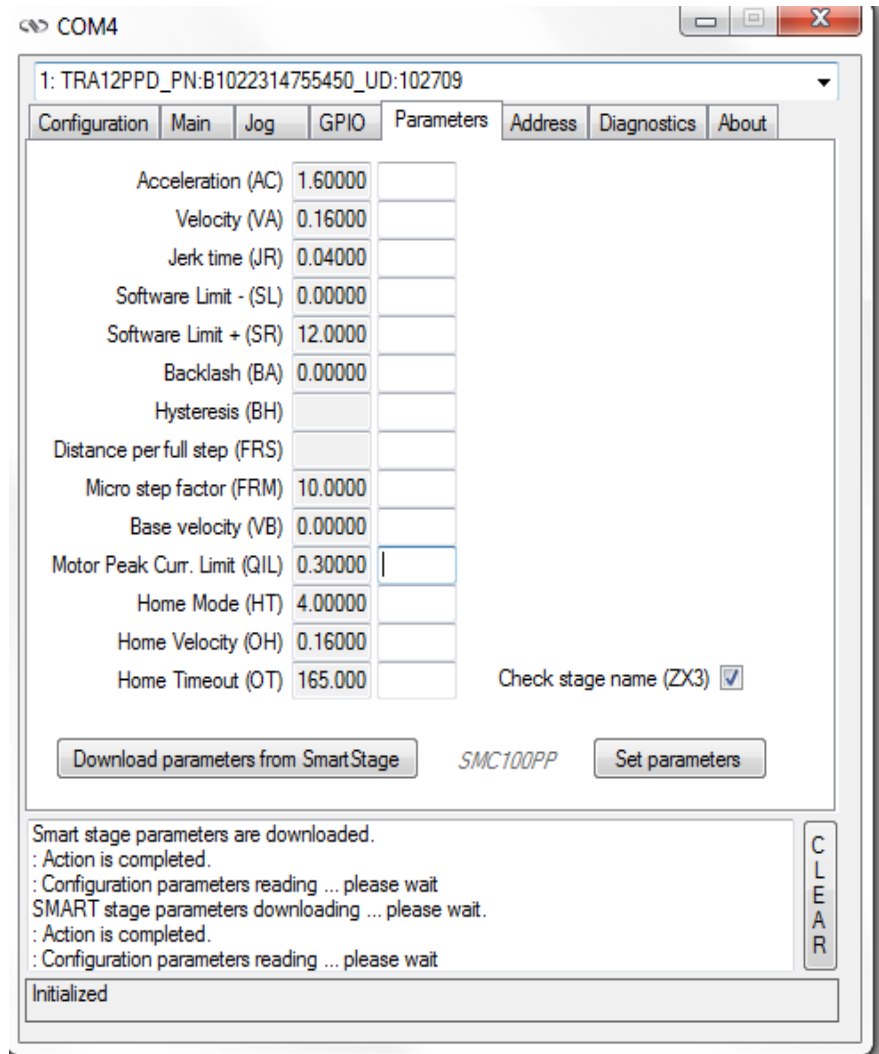 COM4
1: TRA12PPD_PN:B1022314755450_UD:102709
Configuration Main Jog GPIO Parameters Address Diagnostics About
Acceleration (AC) 1.60000
Velocity (VA) 0.16000
Jerk time (JR) 0.04000
Software Limit - (SL) 0.00000
Software Limit + (SR) 12.0000
Backlash (BA) 0.00000
Hysteresis (BH)
Distance per full step (FRS)
Micro step factor (FRM) 10.0000
Base velocity (VB) 0.00000
Motor Peak Curr. Limit (QIL) 0.30000
Home Mode (HT) 4.00000
Home Velocity (OH) 0.16000
Home Timeout (OT) 165.000 Check stage name (ZX3)
Download parameters from SmartStage SMC100PP Set parameters
Smart stage parameters are downloaded.
: Action is completed.
: Configuration parameters reading ... please wait
SMART stage parameters downloading ... please wait.
: Action is completed.
: Configuration parameters reading ... please wait
CLEAR
Initialized